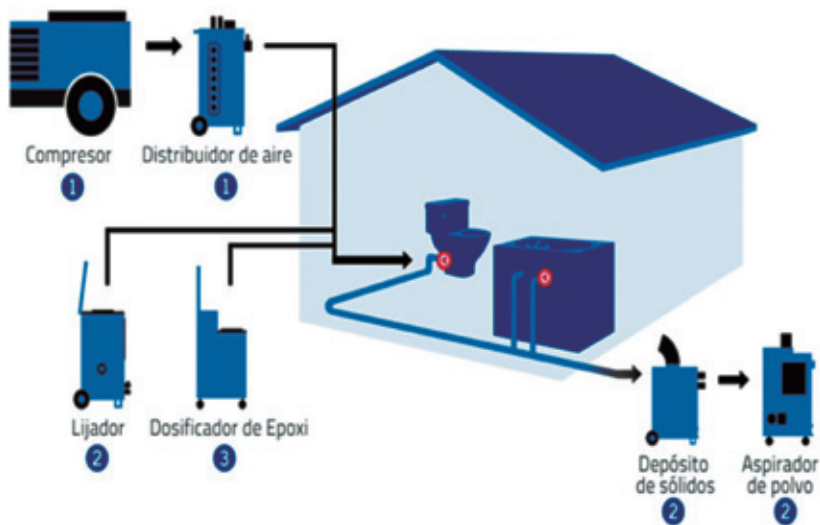 Compresor
1
Distribuidor de aire
1
Lijador
2
Dosificador de Epoxi
3
Depósito
de sólidos
2
Aspirador
de polvo
2